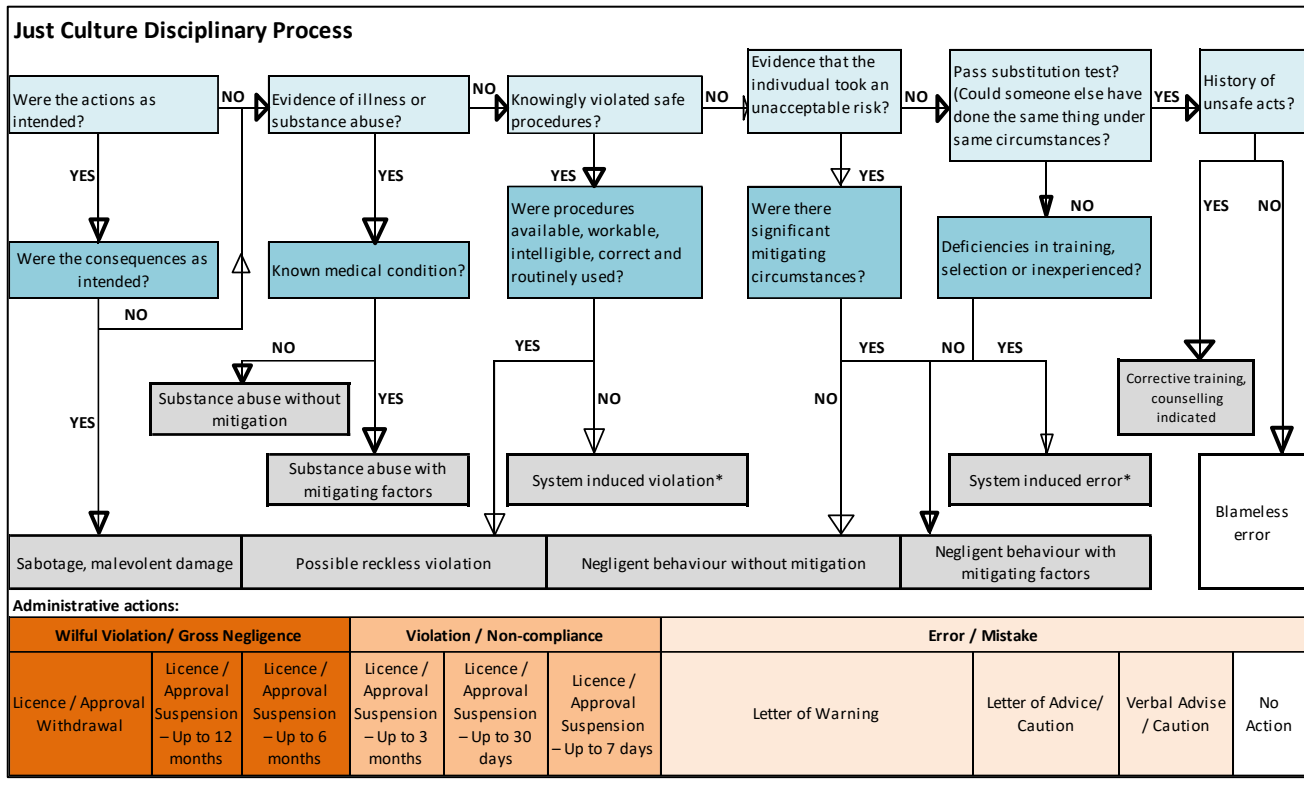 Just Culture Disciplinary Process
Were the actions as
intended?
NO
Evidence of illness or
substance abuse?
NO
Knowingly violated safe
procedures?
NO
Evidence that the
indivudual took an
unacceptable risk?
NO
Pass substitution test?
(Could someone else have
done the same thing under
same circumstances?
YES
History of
unsafe acts?
YES
YES
YES
YES
NO
YES
NO
Were the consequences as
intended?
Known medical condition?
Were procedures
available, workable,
intelligible, correct and
routinely used?
Were there
significant
mitigating
circumstances?
Deficiencies in training,
selection or inexperienced?
NO
NO
YES
YES
NO
YES
Substance abuse without
mitigation
YES
YES
NO
NO
Corrective training,
counselling
indicated
Substance abuse with
mitigating factors
System induced violation*
System induced error*
Blameless
error
Sabotage, malevolent damage
Possible reckless violation
Negligent behaviour without mitigation
Negligent behaviour with
mitigating factors
Administrative actions:
Wilful Violation/ Gross Negligence
Violation / Non-compliance
Error / Mistake
Licence / Approval
Withdrawal
Licence /
Approval
Suspension
– Up to 12
months
Licence /
Approval
Suspension
– Up to 6
months
Licence /
Approval
Suspension
– Up to 3
months
Licence /
Approval
Suspension
– Up to 30
days
Licence /
Approval
Suspension
– Up to 7 days
Letter of Warning
Letter of Advice/
Caution
Verbal Advise
/ Caution
No
Action